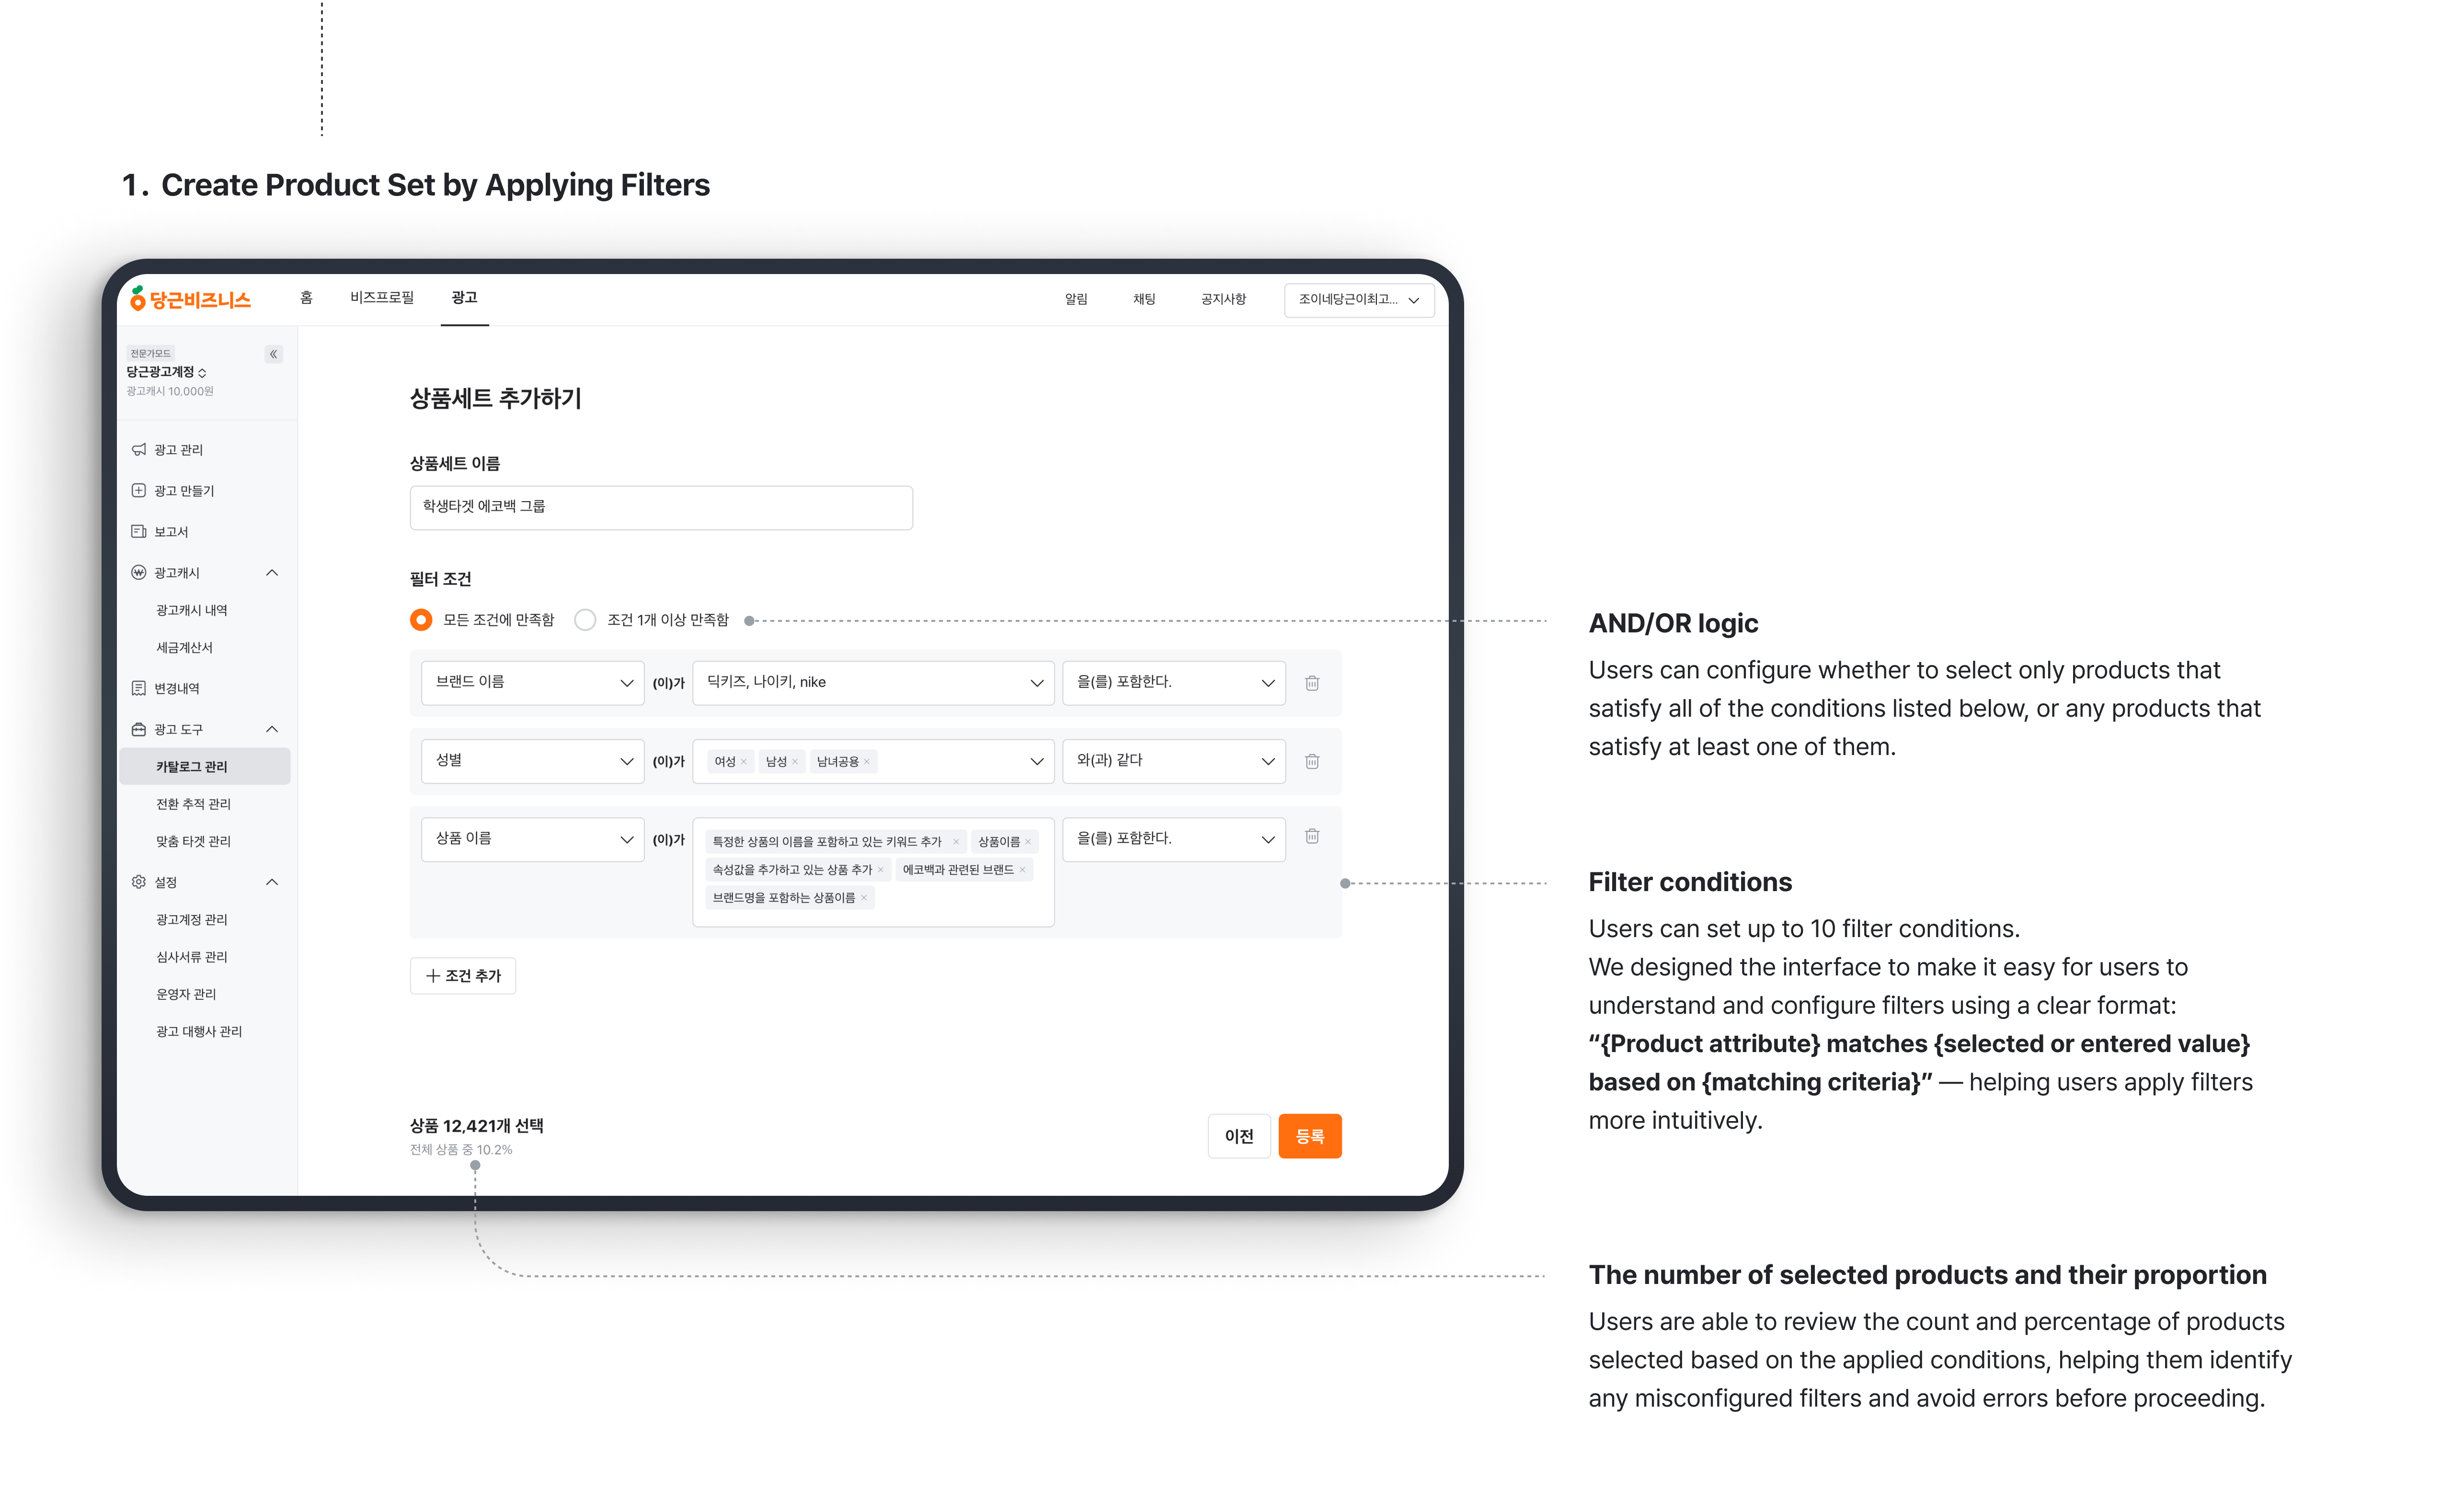 1. Create Product Set by Applying Filters
당근비즈니스
홈 비즈프로필 광고
알림 채팅 공지사항 조이네당근이최고...
전문가모드
당근광고계정
광고캐시 10,000원
광고 관리
광고 만들기
보고서
광고캐시
광고캐시 내역
세금계산서
변경내역
광고 도구
카탈로그 관리
전환 추적 관리
맞춤 타겟 관리
설정
광고계정 관리
심사서류 관리
운영자 관리
광고 대행사 관리
상품세트 추가하기
상품세트 이름
학생타겟 에코백 그룹
필터 조건
모든 조건에 만족함 조건 1개 이상 만족함
브랜드 이름 (이)가 딕키즈, 나이키, nike 을(를) 포함한다.
성별 (이)가 여성 × 남성 × 남녀공용 × 와(과) 같다
상품 이름 (이)가 특정한 상품의 이름을 포함하고 있는 키워드 추가 × 상품이름 × 을(를) 포함한다.
속성값을 추가하고 있는 상품 추가 × 에코백과 관련된 브랜드 ×
브랜드명을 포함하는 상품이름 ×
+ 조건 추가
상품 12,421개 선택
전체 상품 중 10.2%
이전 등록
AND/OR logic
Users can configure whether to select only products that
satisfy all of the conditions listed below, or any products that
satisfy at least one of them.
Filter conditions
Users can set up to 10 filter conditions.
We designed the interface to make it easy for users to
understand and configure filters using a clear format:
“{Product attribute} matches {selected or entered value}
based on {matching criteria}” — helping users apply filters
more intuitively.
The number of selected products and their proportion
Users are able to review the count and percentage of products
selected based on the applied conditions, helping them identify
any misconfigured filters and avoid errors before proceeding.